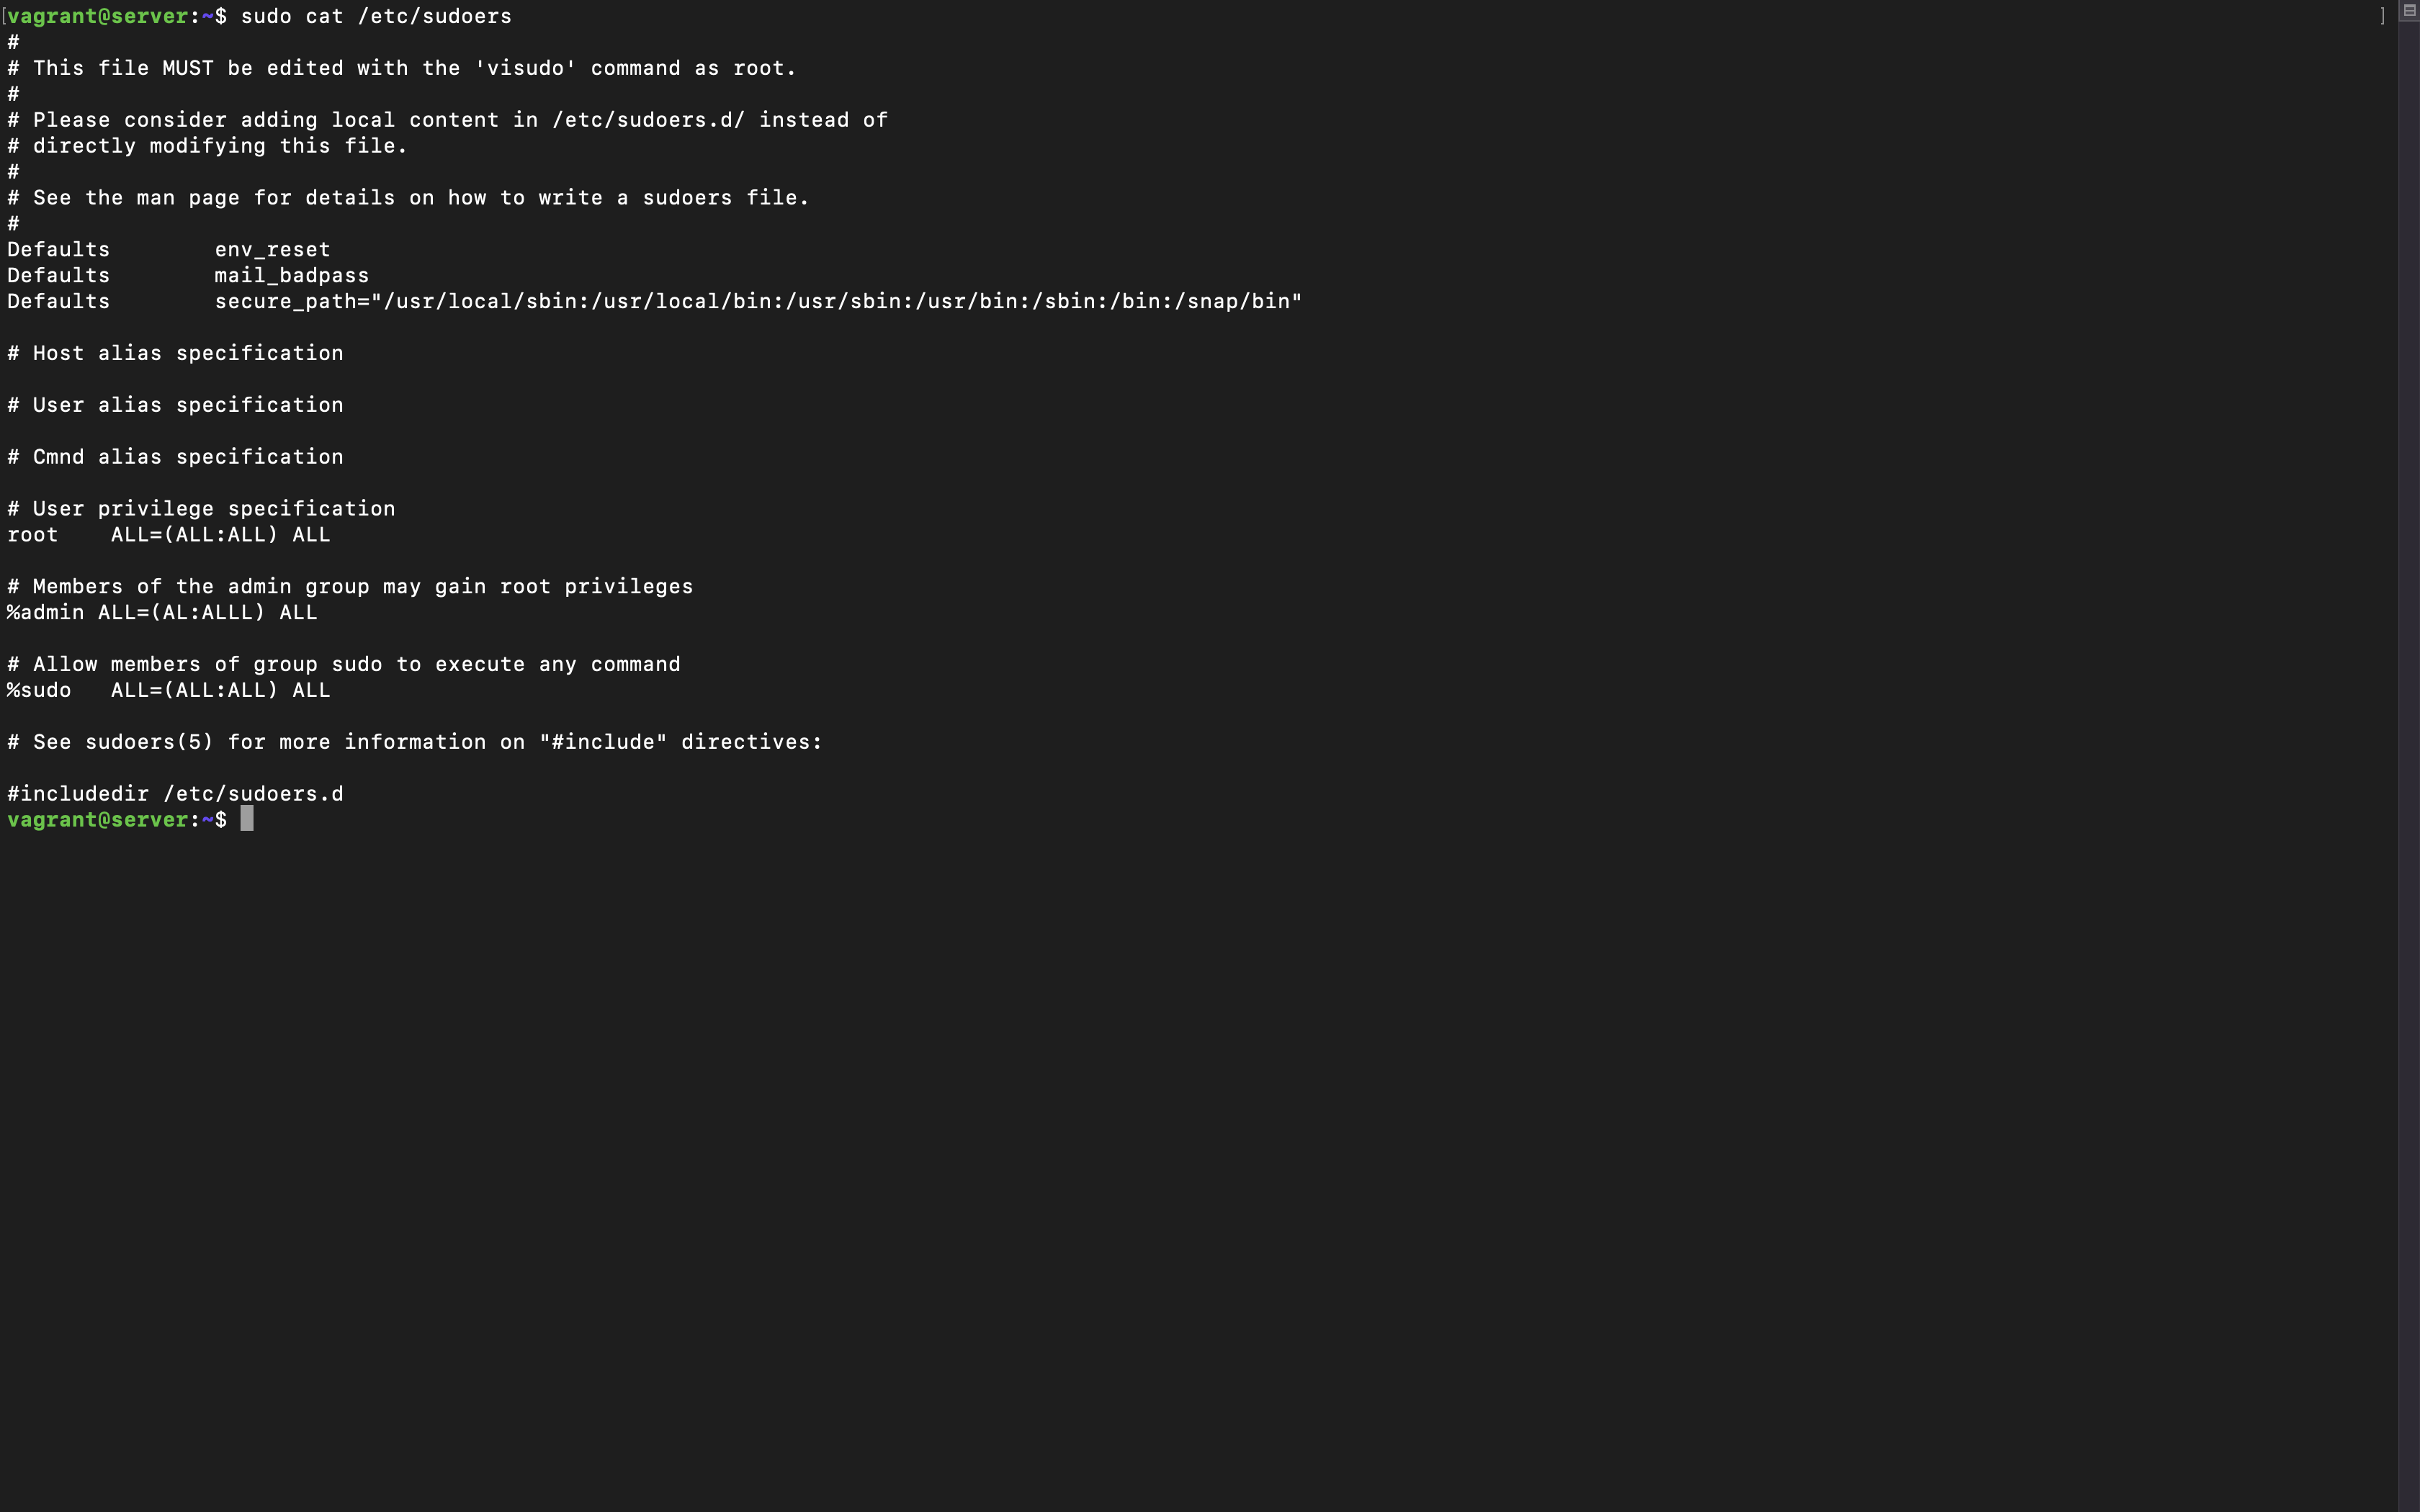 [vagrant@server:~$ sudo cat /etc/sudoers ]
#
# This file MUST be edited with the 'visudo' command as root.
#
# Please consider adding local content in /etc/sudoers.d/ instead of
# directly modifying this file.
#
# See the man page for details on how to write a sudoers file.
#
Defaults        env_reset
Defaults        mail_badpass
Defaults        secure_path="/usr/local/sbin:/usr/local/bin:/usr/sbin:/usr/bin:/sbin:/bin:/snap/bin"

# Host alias specification

# User alias specification

# Cmnd alias specification

# User privilege specification
root    ALL=(ALL:ALL) ALL

# Members of the admin group may gain root privileges
%admin ALL=(AL:ALLL) ALL

# Allow members of group sudo to execute any command
%sudo   ALL=(ALL:ALL) ALL

# See sudoers(5) for more information on "#include" directives:

#includedir /etc/sudoers.d
vagrant@server:~$